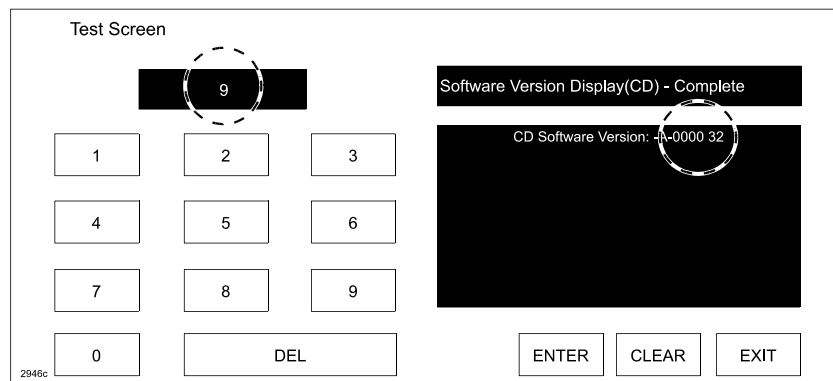 Test Screen
9
Software Version Display(CD) - Complete
CD Software Version: -A-0000 32
1
2
3
4
5
6
7
8
9
0
DEL
ENTER
CLEAR
EXIT
2946c